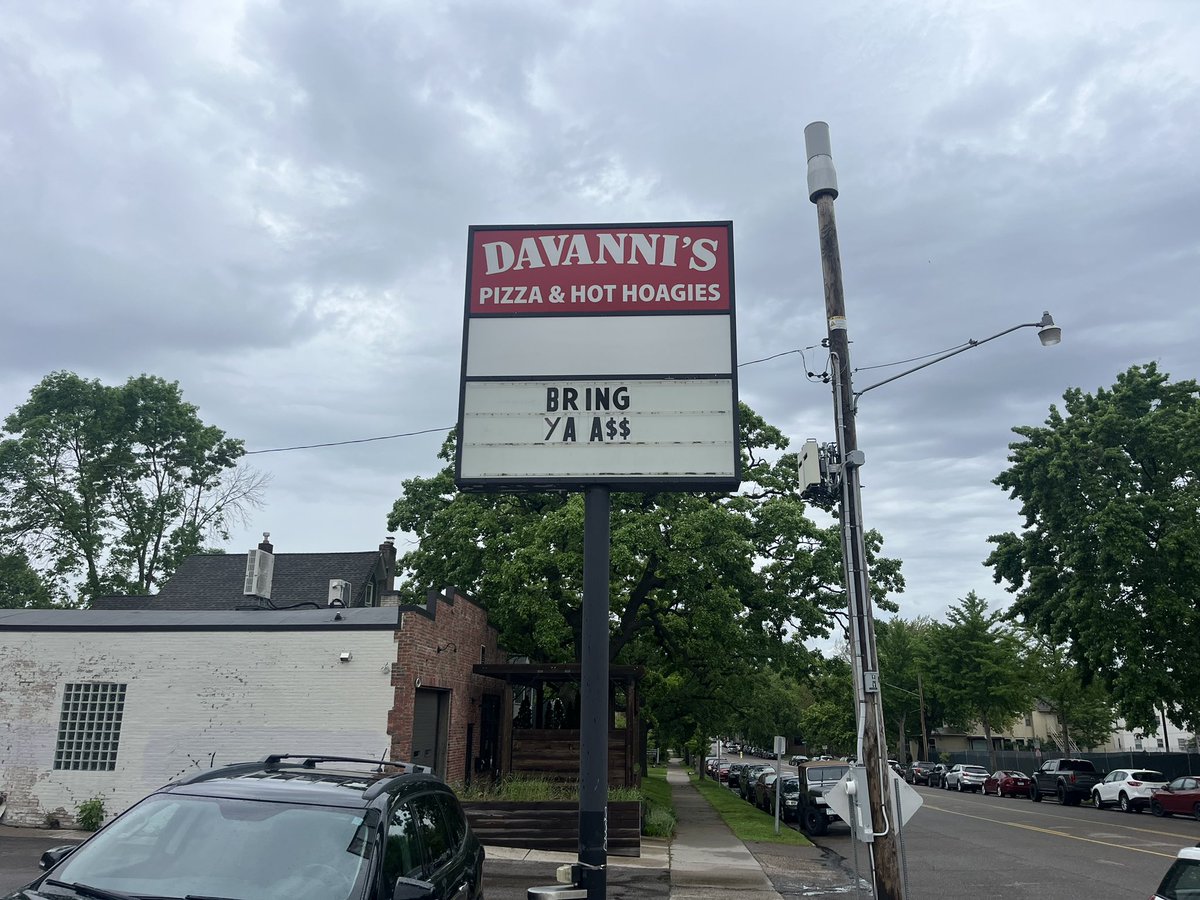 DAVANNI'S
PIZZA & HOT HOAGIES
BRING
YA A$$